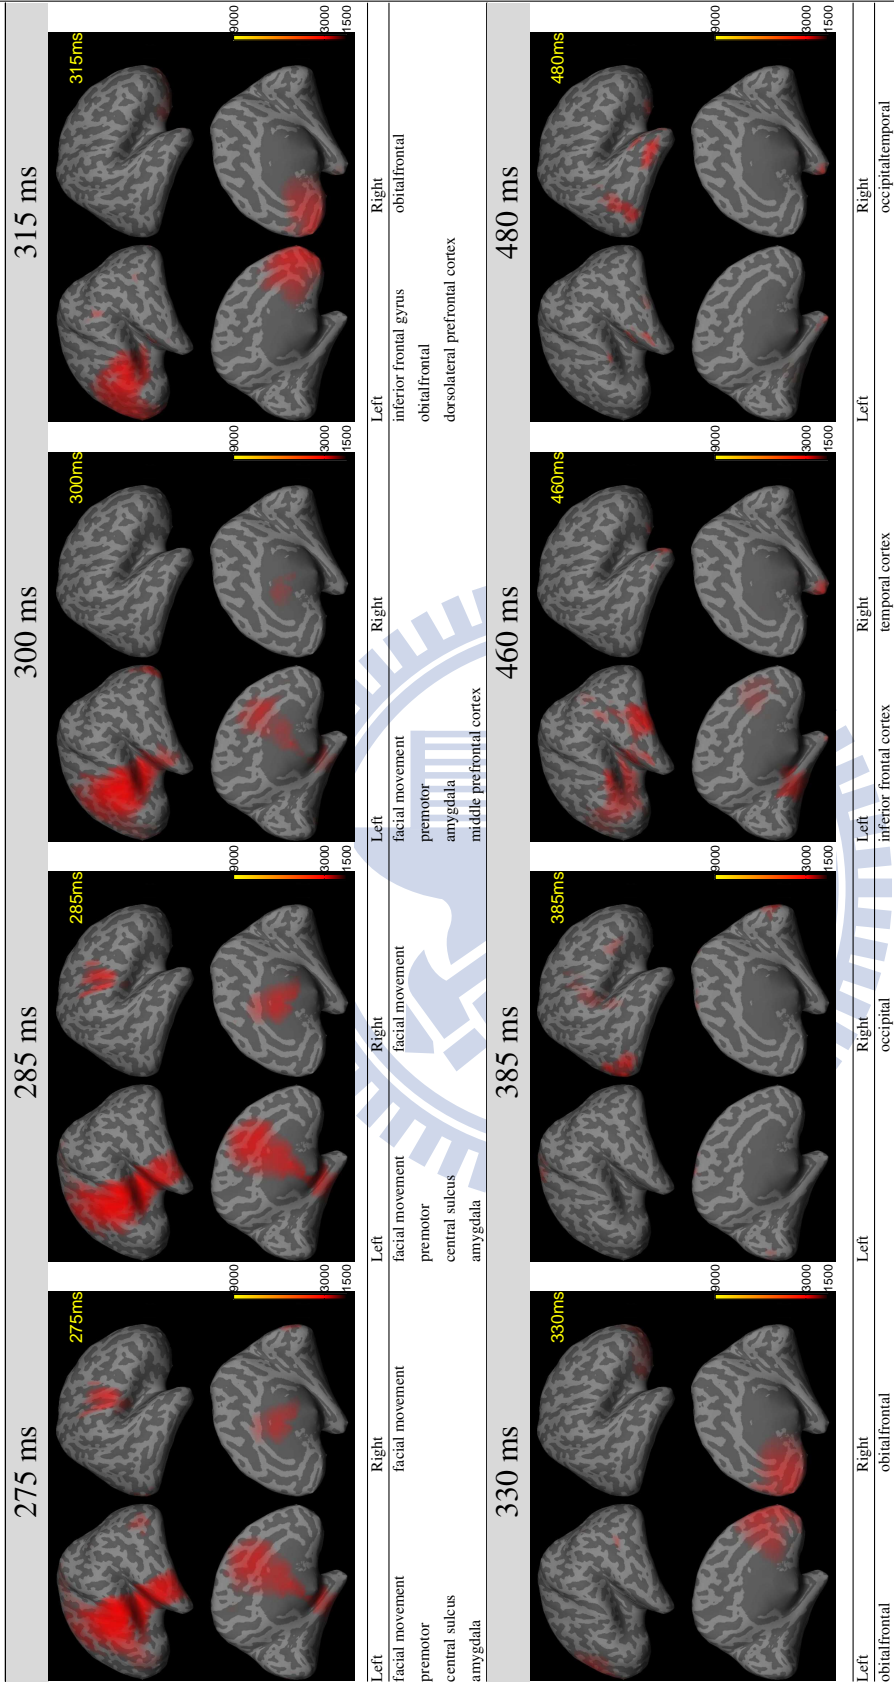 275 ms
285 ms
300 ms
315 ms
275ms
9000
3000
1500
285ms
9000
3000
1500
300ms
9000
3000
1500
315ms
9000
3000
1500
Left Right
facial movement facial movement
premotor
central sulcus
amygdala
Left Right
facial movement facial movement
premotor
central sulcus
amygdala
Left Right
facial movement
premotor
amygdala
middle prefrontal cortex
Left Right
inferior frontal gyrus obitalfrontal
obitalfrontal
dorsolateral prefrontal cortex
330 ms
385 ms
460 ms
480 ms
330ms
9000
3000
1500
385ms
9000
3000
1500
460ms
9000
3000
1500
480ms
9000
3000
1500
Left Right
obitalfrontal obitalfrontal
Left Right
occipital
Left Right
inferior frontal cortex temporal cortex
Left Right
occipitaltemporal